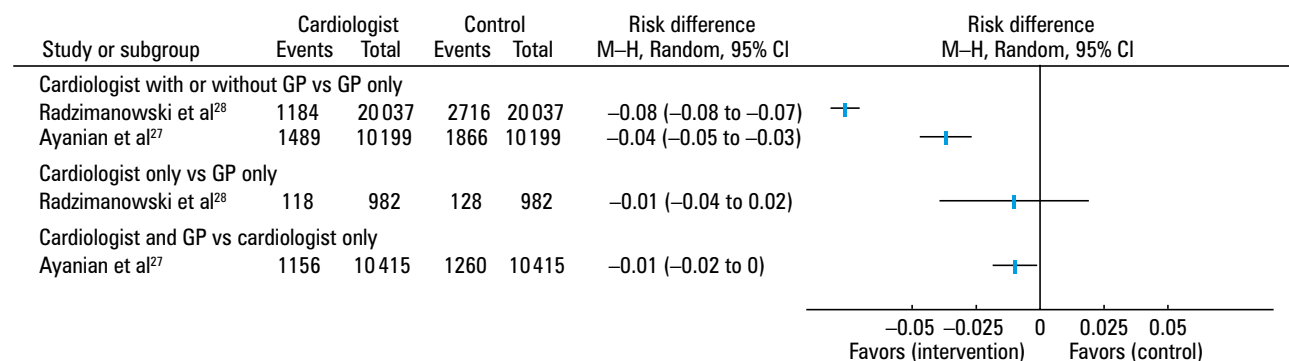 Cardiologist Control Risk difference Risk difference
Study or subgroup Events Total Events Total M–H, Random, 95% CI M–H, Random, 95% CI
Cardiologist with or without GP vs GP only
Radzimanowski et al28 1184 20 037 2716 20 037 –0.08 (–0.08 to –0.07)
Ayanian et al27 1489 10 199 1866 10 199 –0.04 (–0.05 to –0.03)
Cardiologist only vs GP only
Radzimanowski et al28 118 982 128 982 –0.01 (–0.04 to 0.02)
Cardiologist and GP vs cardiologist only
Ayanian et al27 1156 10 415 1260 10 415 –0.01 (–0.02 to 0)
–0.05 –0.025 0 0.025 0.05
Favors (intervention) Favors (control)